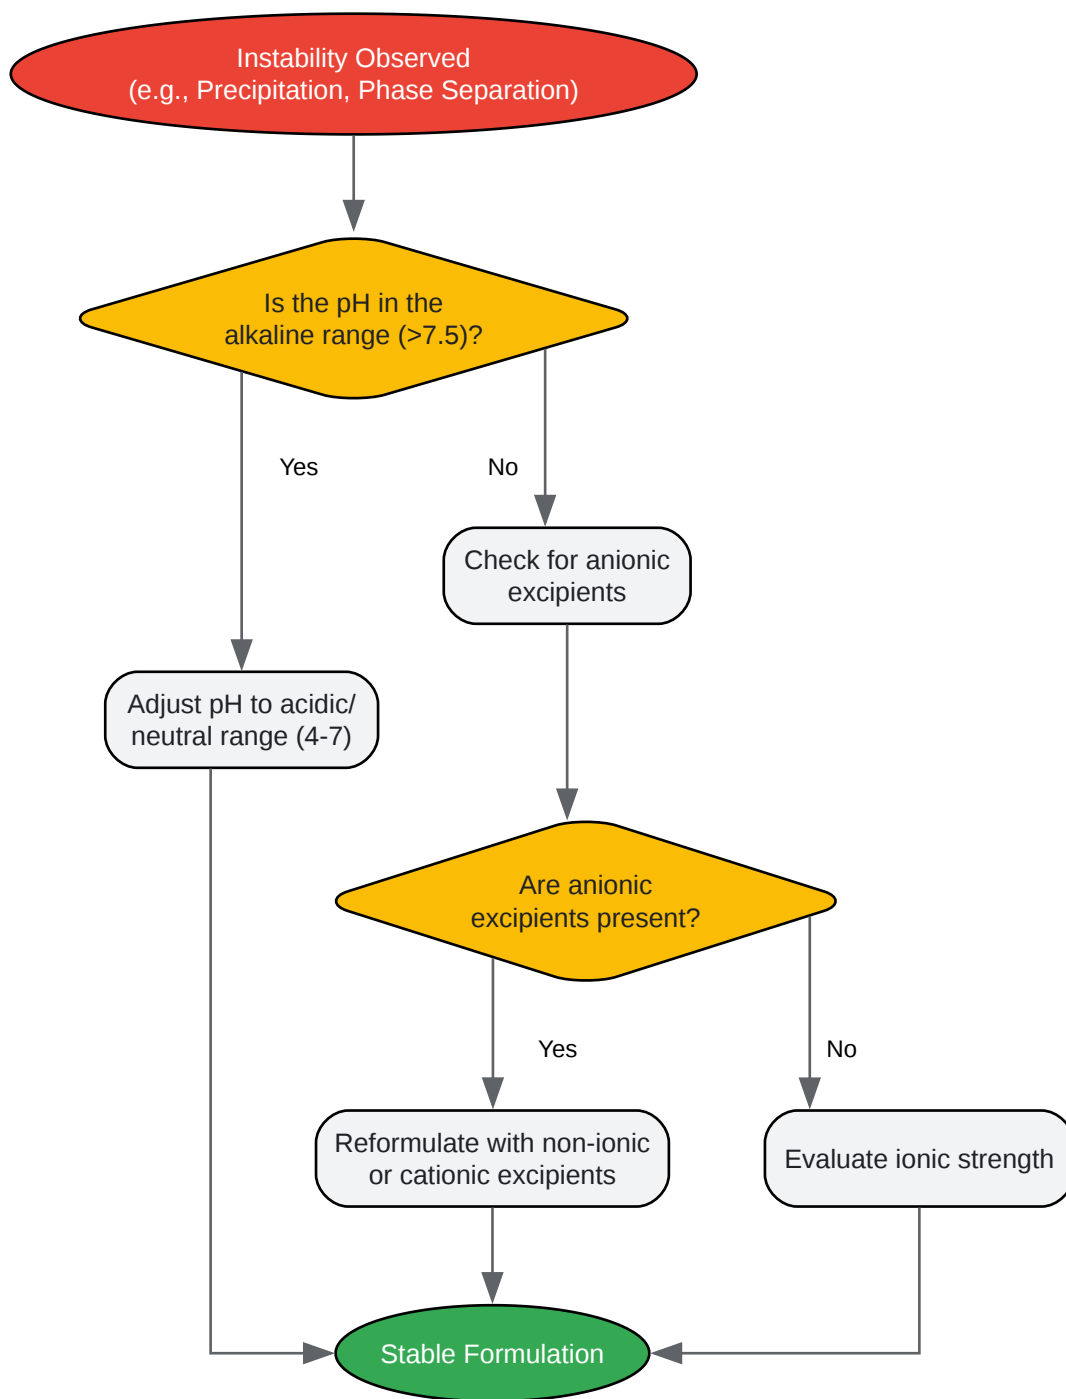 Instability Observed
(e.g., Precipitation, Phase Separation)
Is the pH in the
alkaline range (>7.5)?
Yes
No
Check for anionic
excipients
Adjust pH to acidic/
neutral range (4-7)
Are anionic
excipients present?
Yes
No
Reformulate with non-ionic
or cationic excipients
Evaluate ionic strength
Stable Formulation